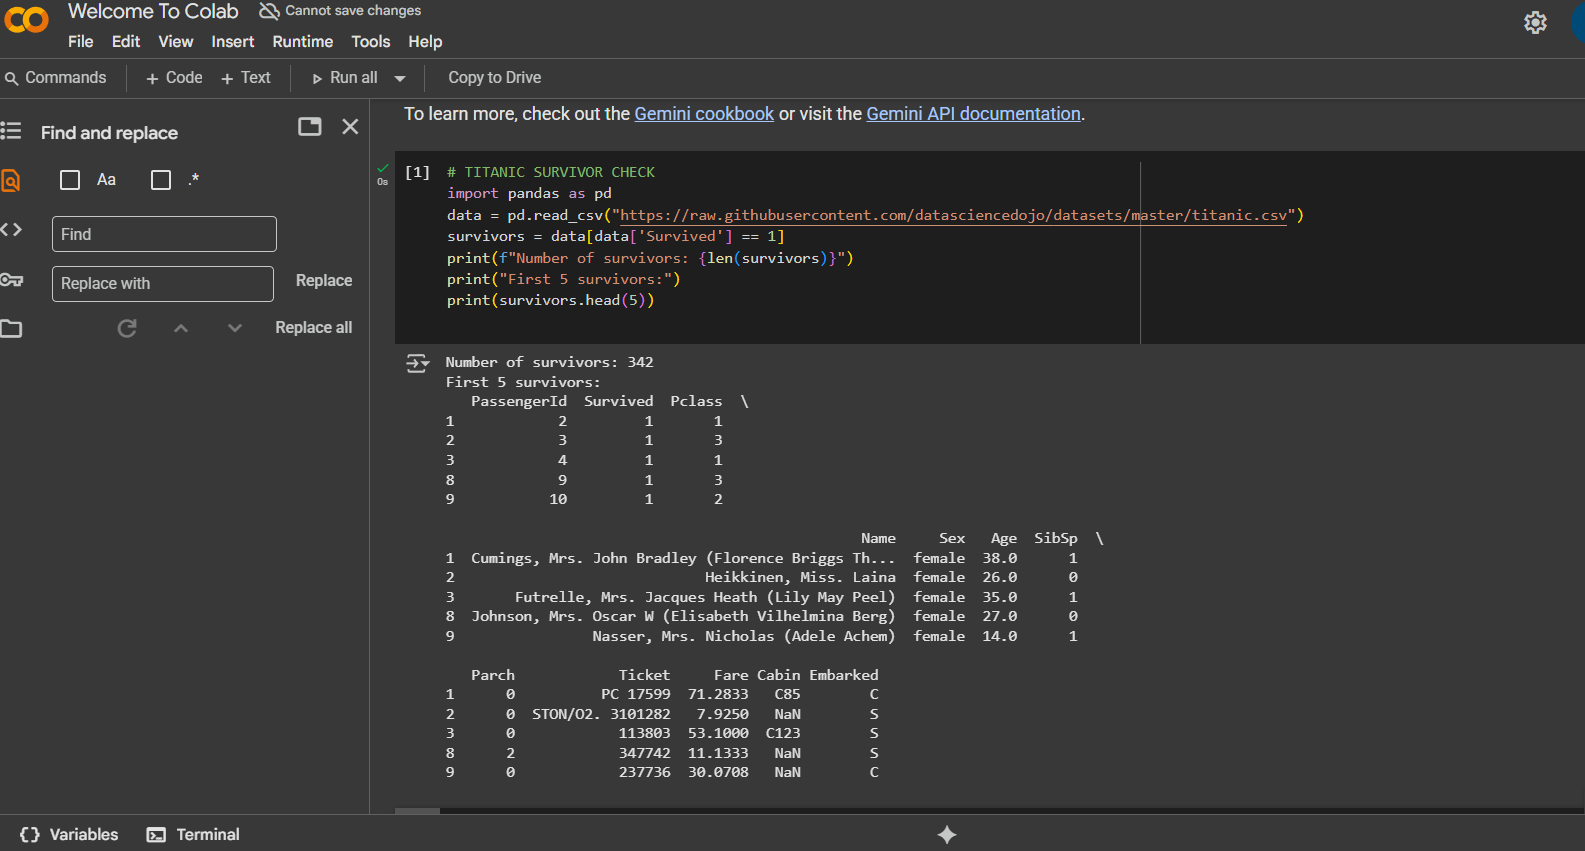 Welcome To Colab Cannot save changes
File Edit View Insert Runtime Tools Help
Commands + Code + Text Run all Copy to Drive
Find and replace
Aa .*
Find
Replace with Replace
Replace all
To learn more, check out the Gemini cookbook or visit the Gemini API documentation.
0s
[1] # TITANIC SURVIVOR CHECK
import pandas as pd
data = pd.read_csv("https://raw.githubusercontent.com/datasciencedojo/datasets/master/titanic.csv")
survivors = data[data['Survived'] == 1]
print(f"Number of survivors: {len(survivors)}")
print("First 5 survivors:")
print(survivors.head(5))
Number of survivors: 342
First 5 survivors:
   PassengerId  Survived  Pclass  \
1            2         1       1
2            3         1       3
3            4         1       1
8            9         1       3
9           10         1       2
                                                Name     Sex   Age  SibSp  \
1  Cumings, Mrs. John Bradley (Florence Briggs Th...  female  38.0      1
2                             Heikkinen, Miss. Laina  female  26.0      0
3       Futrelle, Mrs. Jacques Heath (Lily May Peel)  female  35.0      1
8  Johnson, Mrs. Oscar W (Elisabeth Vilhelmina Berg)  female  27.0      0
9                Nasser, Mrs. Nicholas (Adele Achem)  female  14.0      1
   Parch            Ticket     Fare Cabin Embarked
1      0          PC 17599  71.2833   C85        C
2      0  STON/O2. 3101282   7.9250   NaN        S
3      0            113803  53.1000  C123        S
8      2            347742  11.1333   NaN        S
9      0            237736  30.0708   NaN        C
Variables Terminal